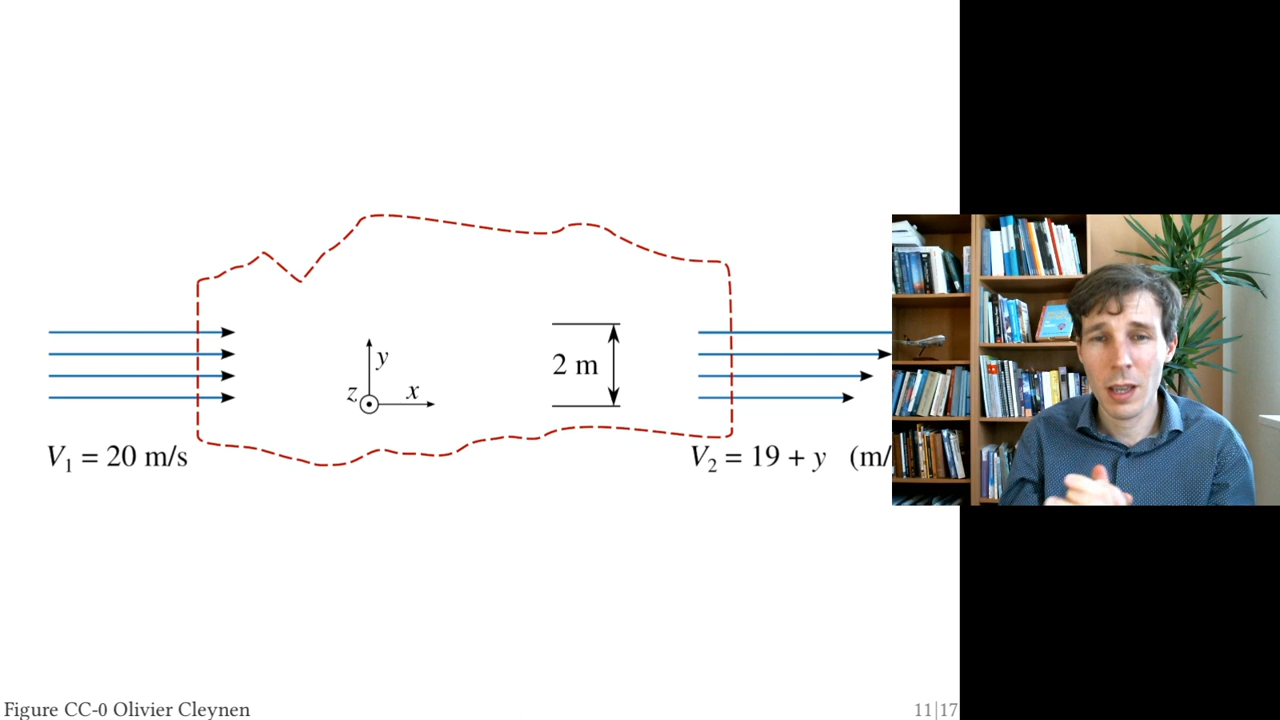 y
2 m
z
x
V₁ = 20 m/s
V₂ = 19 + y (m/
Figure CC-0 Olivier Cleynen
11|17